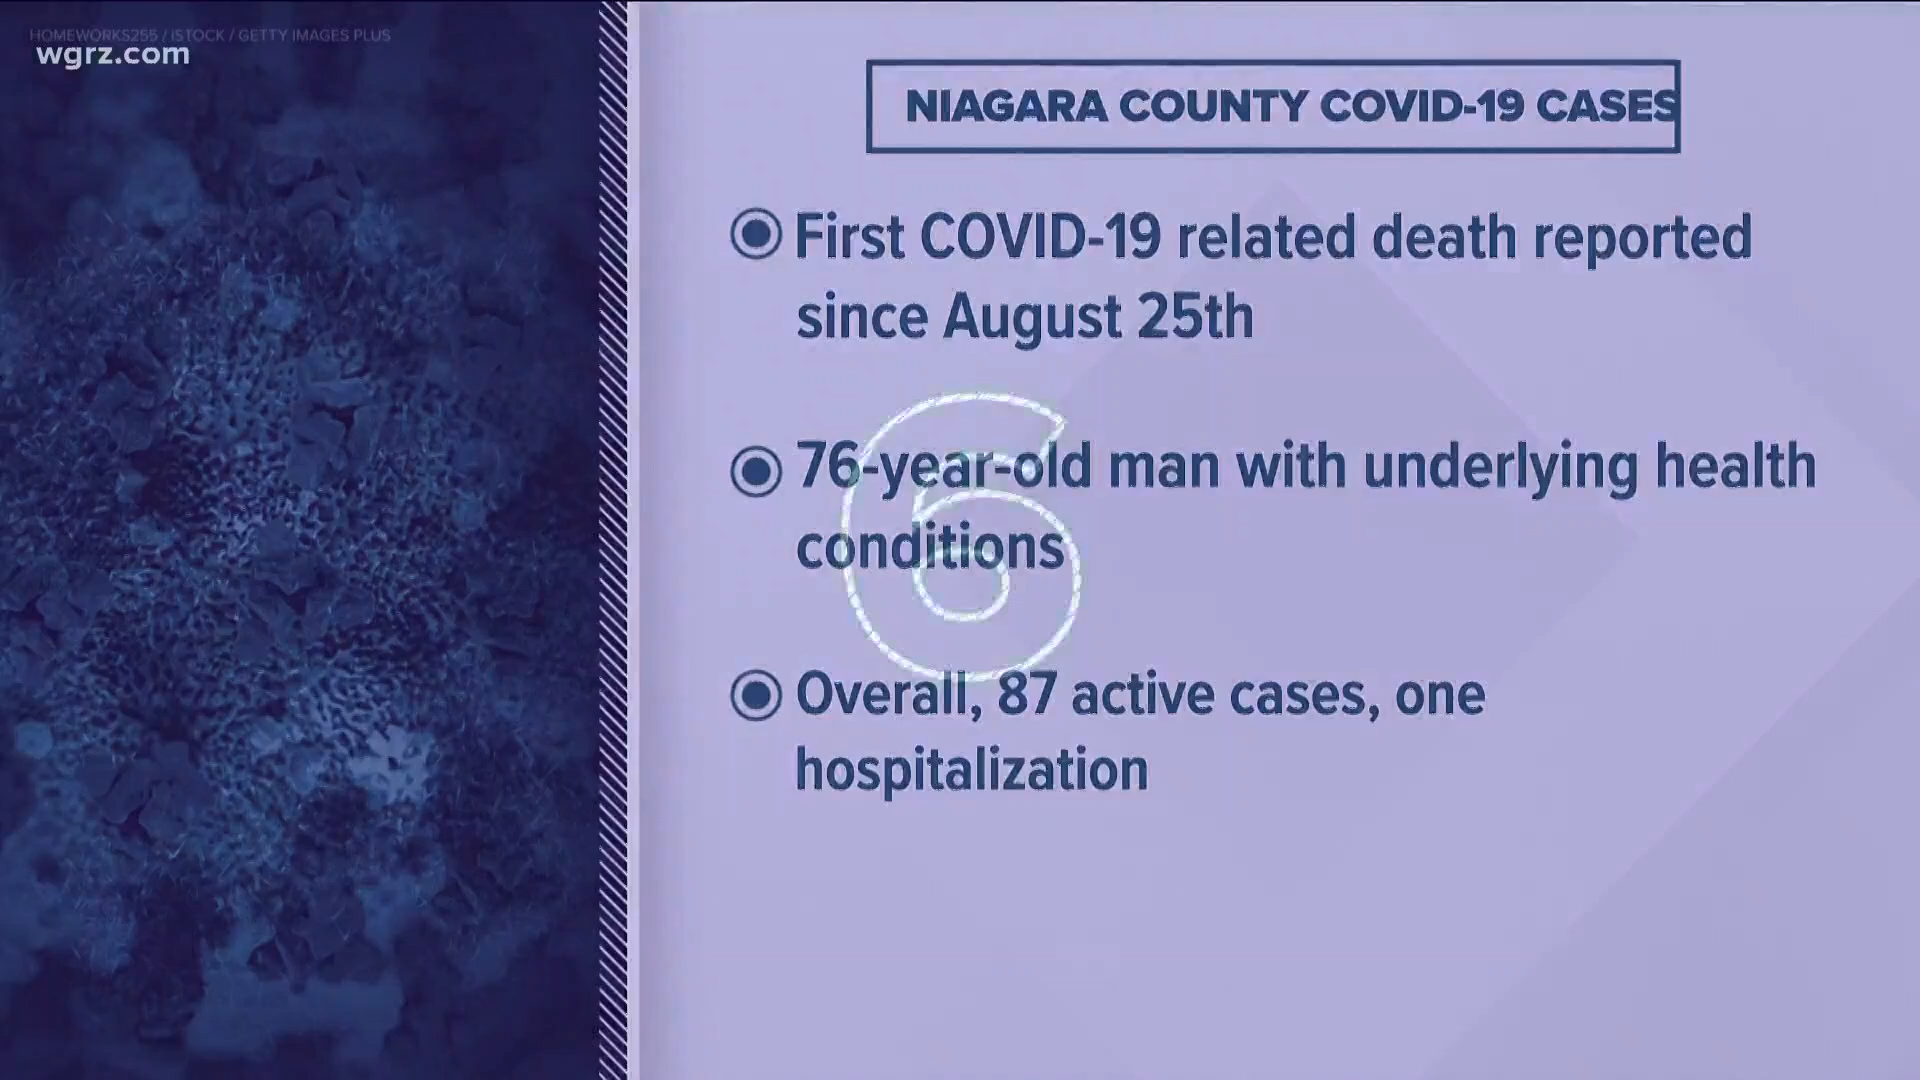 HOMEWORKS255 / iSTOCK / GETTY IMAGES PLUS
wgrz.com
NIAGARA COUNTY COVID-19 CASES
First COVID-19 related death reported
since August 25th
76-year-old man with underlying health
conditions
6
Overall, 87 active cases, one
hospitalization